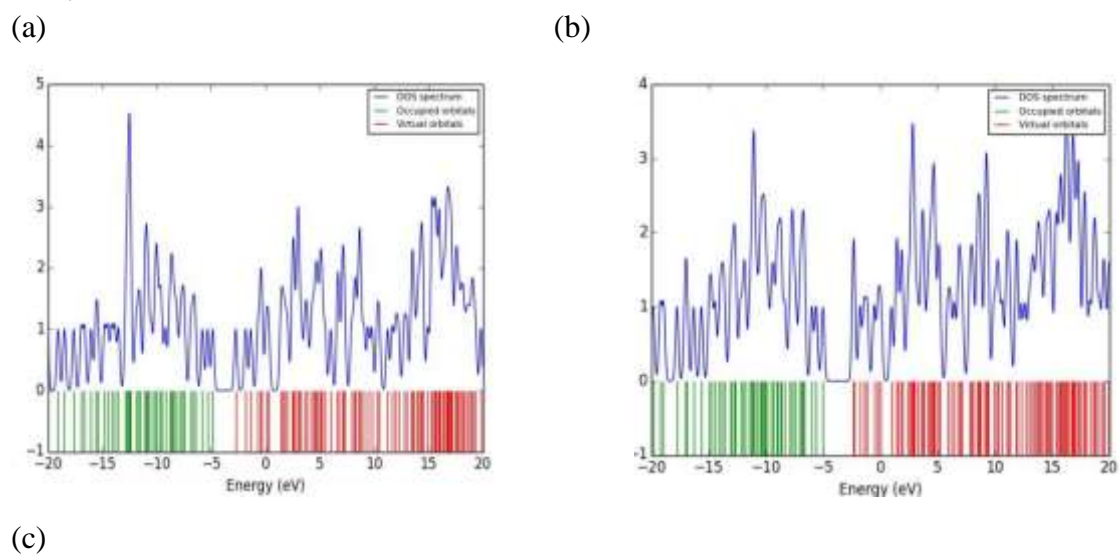 (a) (b)
5
4
3
2
1
0
−1
−20 −15 −10 −5 0 5 10 15 20
Energy (eV)
DOS spectrum
Occupied orbitals
Virtual orbitals
4
3
2
1
0
-1
−20 −15 −10 −5 0 5 10 15 20
Energy (eV)
DOS spectrum
Occupied orbitals
Virtual orbitals
(c)